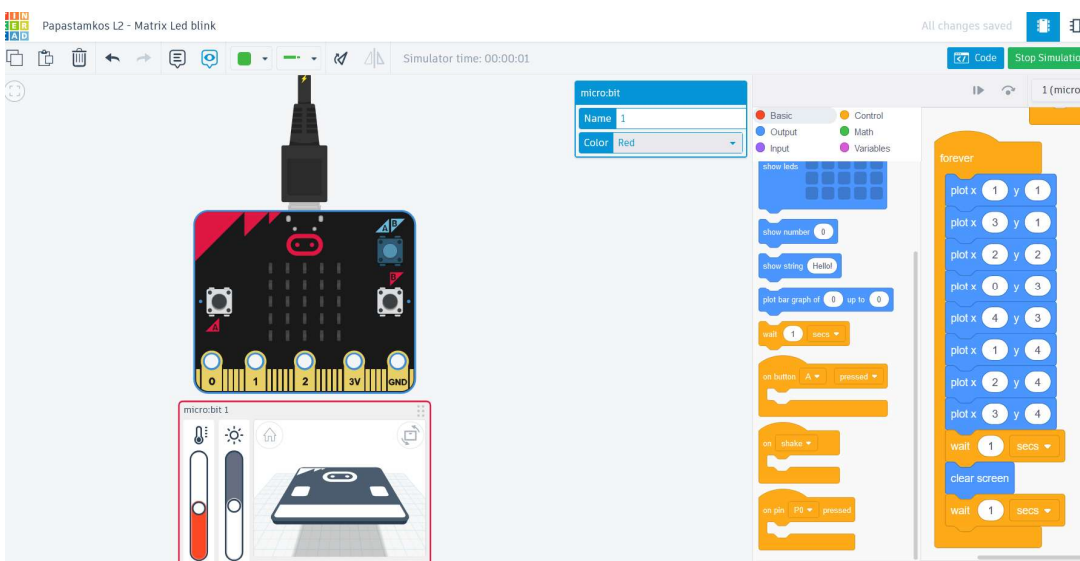 TIN
KER
CAD
Papastamkos L2 - Matrix Led blink
All changes saved
Simulator time: 00:00:01
Code
Stop Simulatio
micro:bit
Name 1
Color Red
1 (micro
Basic
Control
Output
Math
Input
Variables
show leds
show number 0
show string Hello!
plot bar graph of 0 up to 0
wait 1 secs
on button A pressed
on shake
on pin P0 pressed
forever
plot x 1 y 1
plot x 3 y 1
plot x 2 y 2
plot x 0 y 3
plot x 4 y 3
plot x 1 y 4
plot x 2 y 4
plot x 3 y 4
wait 1 secs
clear screen
wait 1 secs
A B
B
A
0 1 2 3V GND
micro:bit 1